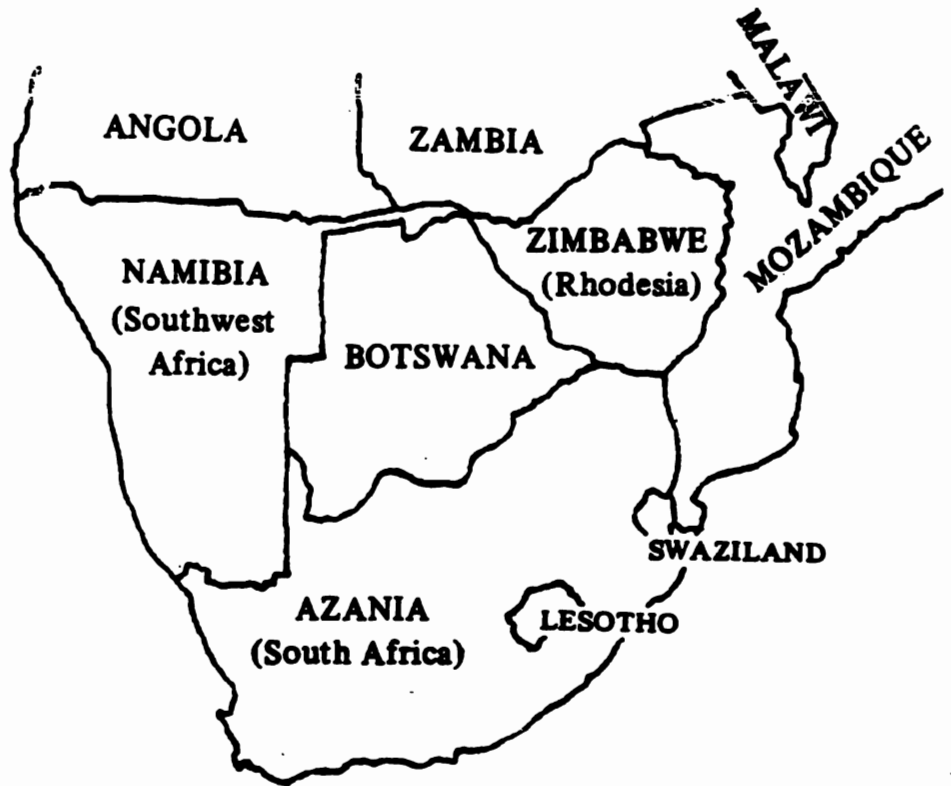 MALAWI
ANGOLA
ZAMBIA
MOZAMBIQUE
ZIMBABWE
(Rhodesia)
NAMIBIA
(Southwest
Africa)
BOTSWANA
SWAZILAND
AZANIA
(South Africa)
LESOTHO